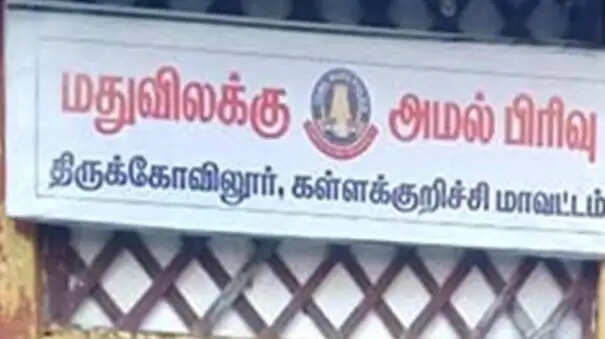 மதுவிலக்கு அமல் பிரிவு
திருக்கோவிலூர், கள்ளக்குறிச்சி மாவட்டம்